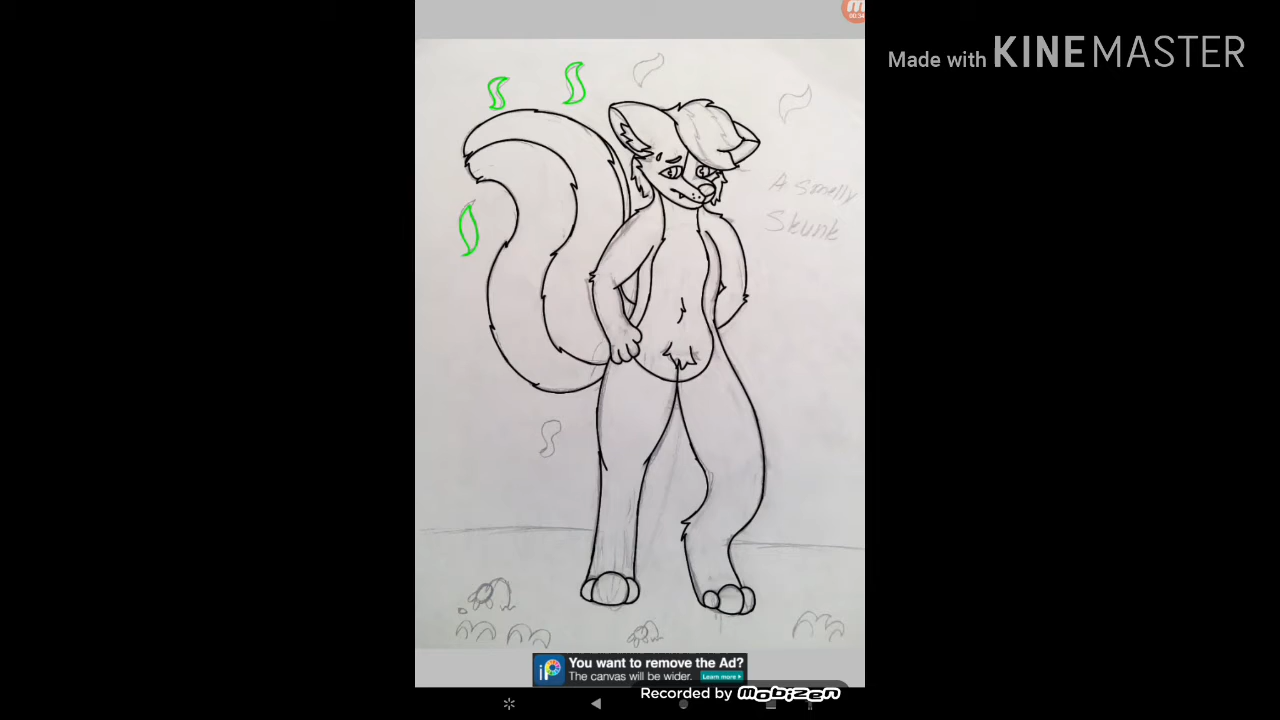 Made with KINEMASTER
A Smelly
Skunk
You want to remove the Ad?
The canvas will be wider.
Learn more
Recorded by Mobizen